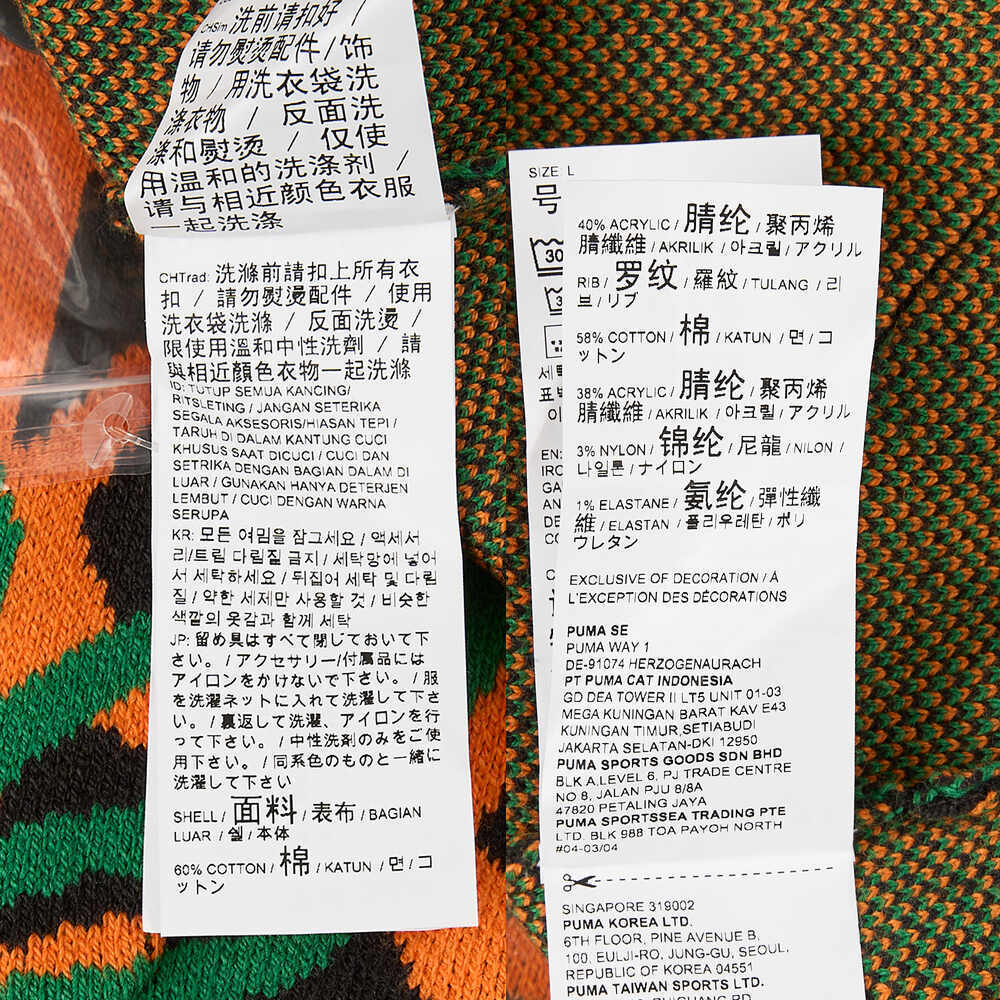 CHSim 洗前请扣好 /
请勿熨烫配件 / 饰
物 / 用洗衣袋洗
涤衣物 / 反面洗
涤和熨烫 / 仅使
用温和的洗涤剂 /
请与相近颜色衣服
一起洗涤
CHTrad: 洗滌前請扣上所有衣
扣 / 請勿熨燙配件 / 使用
洗衣袋洗滌 / 反面洗燙 /
限使用溫和中性洗劑 / 請
與相近顏色衣物一起洗滌
ID: TUTUP SEMUA KANCING/
RITSLETING / JANGAN SETERIKA
SEGALA AKSESORIS/HIASAN TEPI /
TARUH DI DALAM KANTUNG CUCI
KHUSUS SAAT DICUCI / CUCI DAN
SETRIKA DENGAN BAGIAN DALAM DI
LUAR / GUNAKAN HANYA DETERJEN
LEMBUT / CUCI DENGAN WARNA
SERUPA
KR: 모든 여밈을 잠그세요 / 액세서
리/트림 다림질 금지 / 세탁망에 넣어
서 세탁하세요 / 뒤집어 세탁 및 다림
질 / 약한 세제만 사용할 것 / 비슷한
색깔의 옷감과 함께 세탁
JP: 留め具はすべて閉じておいて下
さい。 / アクセサリー/付属品には
アイロンをかけないで下さい。 / 服
を洗濯ネットに入れて洗濯して下さ
い。 / 裏返して洗濯、アイロンを行
って下さい。 / 中性洗剤のみをご使
用下さい。 / 同系色のものと一緒に
洗濯して下さい
SHELL / 面料 / 表布 / BAGIAN
LUAR / 쉘 / 本体
60% COTTON / 棉 / KATUN / 면 / コ
ットン
SIZE: L
号
30
40% ACRYLIC / 腈纶 / 聚丙烯
腈纖維 / AKRILIK / 아크릴 / アクリル
RIB / 罗纹 / 羅紋 / TULANG / 리
브 / リブ
58% COTTON / 棉 / KATUN / 면 / コ
ットン
38% ACRYLIC / 腈纶 / 聚丙烯
腈纖維 / AKRILIK / 아크릴 / アクリル
3% NYLON / 锦纶 / 尼龍 / NILON /
나일론 / ナイロン
1% ELASTANE / 氨纶 / 彈性纖
維 / ELASTAN / 폴리우레탄 / ポリ
ウレタン
EXCLUSIVE OF DECORATION / À
L'EXCEPTION DES DÉCORATIONS
PUMA SE
PUMA WAY 1
DE-91074 HERZOGENAURACH
PT PUMA CAT INDONESIA
GD DEA TOWER II LT5 UNIT 01-03
MEGA KUNINGAN BARAT KAV E43
KUNINGAN TIMUR,SETIABUDI
JAKARTA SELATAN-DKI 12950
PUMA SPORTS GOODS SDN BHD
BLK.A.LEVEL 6, PJ TRADE CENTRE
NO 8, JALAN PJU 8/8A
47820 PETALING JAYA
PUMA SPORTSSEA TRADING PTE
LTD. BLK 988 TOA PAYOH NORTH
#04-03/04
SINGAPORE 319002
PUMA KOREA LTD.
6TH FLOOR, PINE AVENUE B,
100, EULJI-RO, JUNG-GU, SEOUL,
REPUBLIC OF KOREA 04551
PUMA TAIWAN SPORTS LTD.